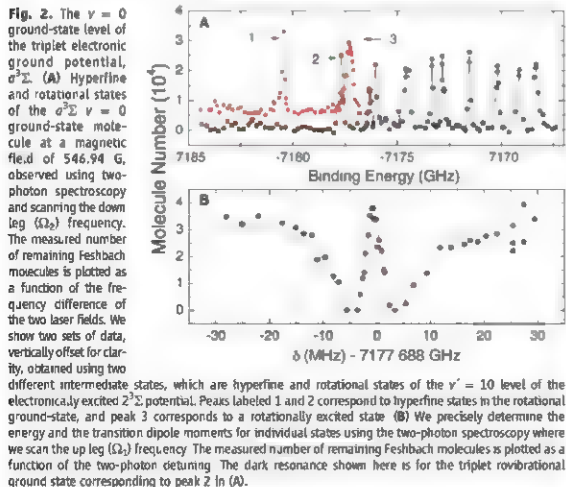 Fig. 2. The v = 0
ground-state level of
the triplet electronic
ground potential,
a³Σ. (A) Hyperfine
and rotational states
of the a³Σ v = 0
ground-state mole-
cule at a magnetic
fie.d of 546.94 G,
observed using two-
photon spectroscopy
and scanning the down
leg (Ω₂) frequency.
The measured number
of remaining Feshbach
molecules is plotted as
a function of the fre-
quency difference of
the two laser fields. We
show two sets of data,
vertically offset for clar-
ity, obtained using two
different intermediate states, which are hyperfine and rotational states of the v′ = 10 level of the
electronica.ly excited 2³Σ potential. Peaks labeled 1 and 2 correspond to hyperfine states in the rotational
ground-state, and peak 3 corresponds to a rotationally excited state (B) We precisely determine the
energy and the transition dipole moments for individual states using the two-photon spectroscopy where
we scan the up leg (Ω₁) frequency The measured number of remaining Feshbach molecules is plotted as a
function of the two-photon detuning The dark resonance shown here is for the triplet rovibrational
ground state corresponding to peak 2 in (A).
Molecule Number (10⁴)
A
4
3
2
1
0
1
2
3
7185 7180 7175 7170
Binding Energy (GHz)
B
4
3
2
1
0
-30 -20 -10 0 10 20 30
δ (MHz) - 7177 688 GHz